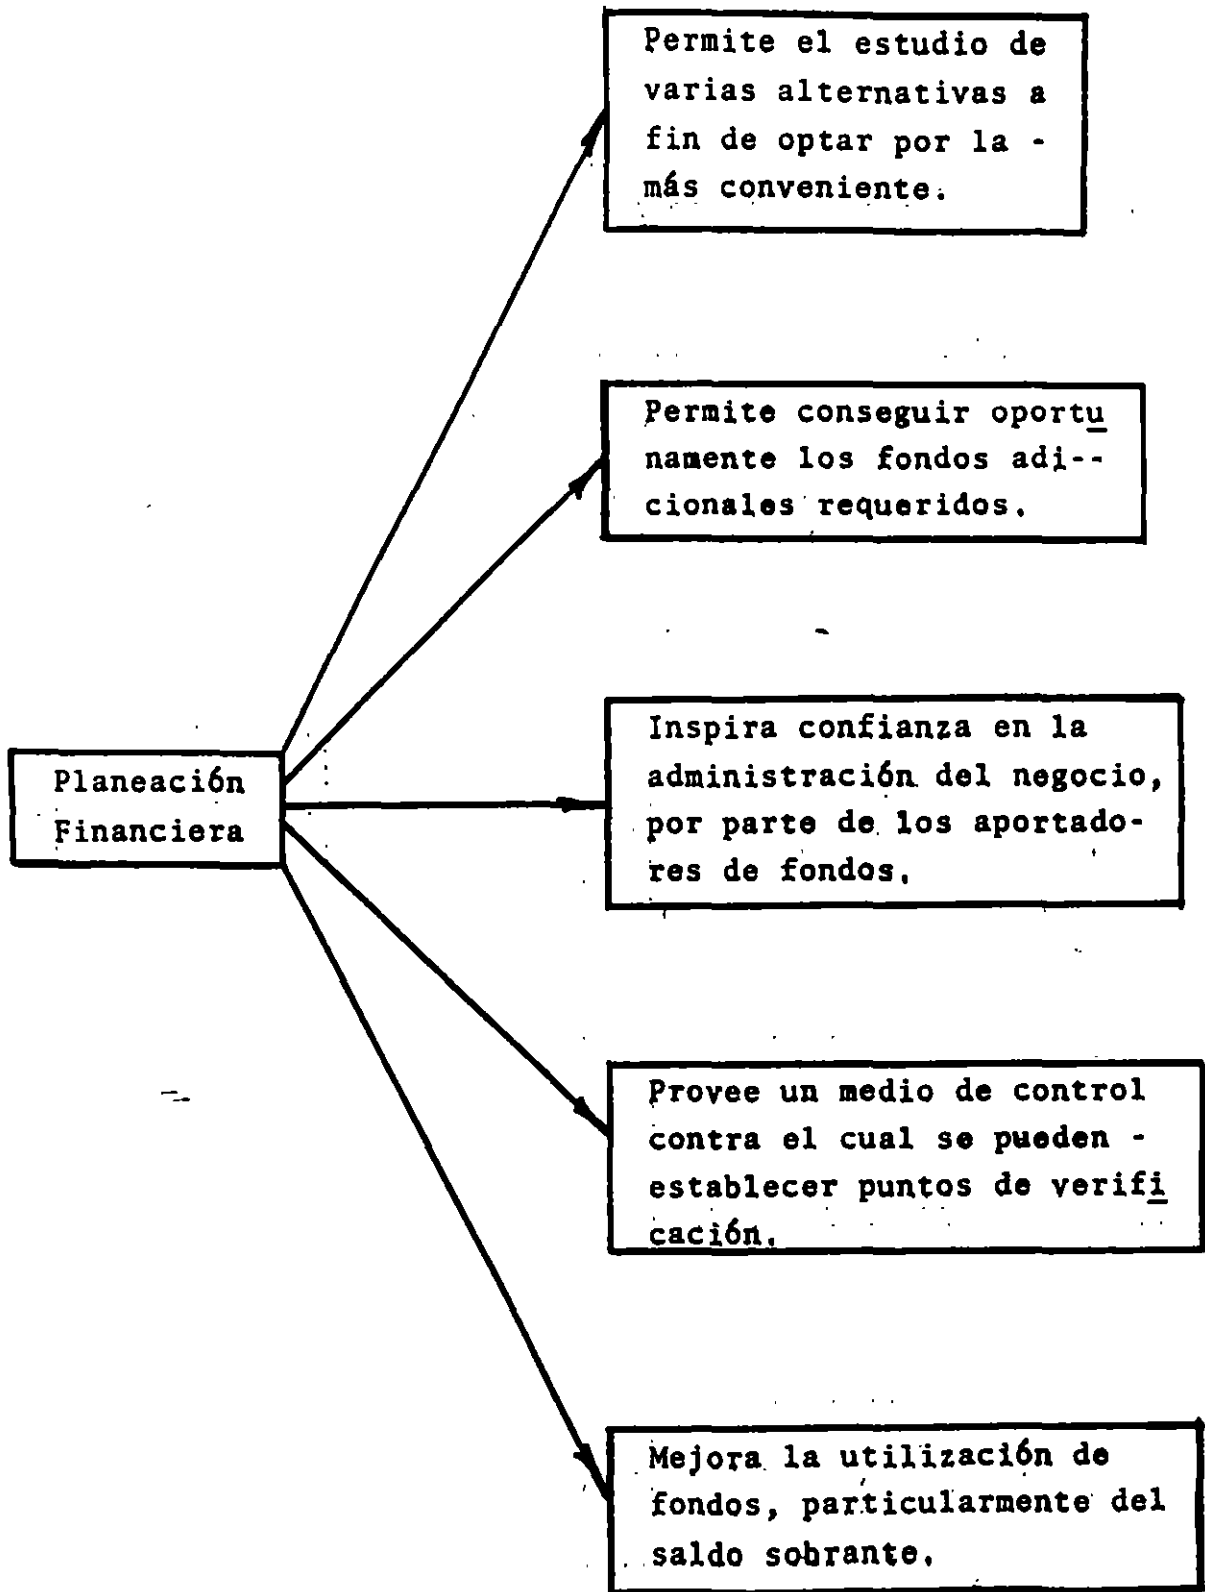 Permite el estudio de
varias alternativas a
fin de optar por la -
más conveniente.
Permite conseguir oportu
namente los fondos adi--
cionales requeridos.
Inspira confianza en la
administración del negocio,
por parte de los aportado-
res de fondos.
Planeación
Financiera
Provee un medio de control
contra el cual se pueden -
establecer puntos de verifi
cación.
Mejora la utilización de
fondos, particularmente del
saldo sobrante.